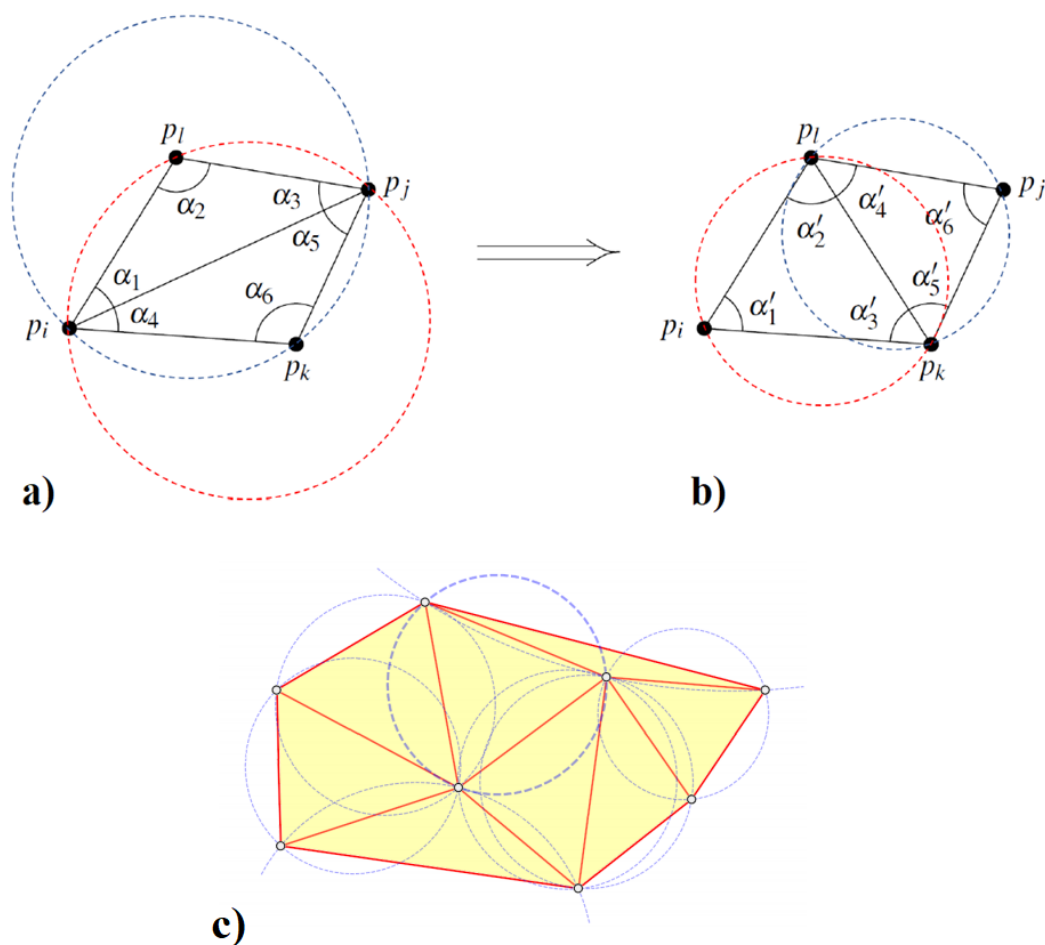 p_l
p_j
α_3
α_2
α_5
α_1
α_6
α_4
p_i
p_k
a)
p_l
p_j
α′_4
α′_6
α′_2
α′_5
α′_1
α′_3
p_i
p_k
b)
c)